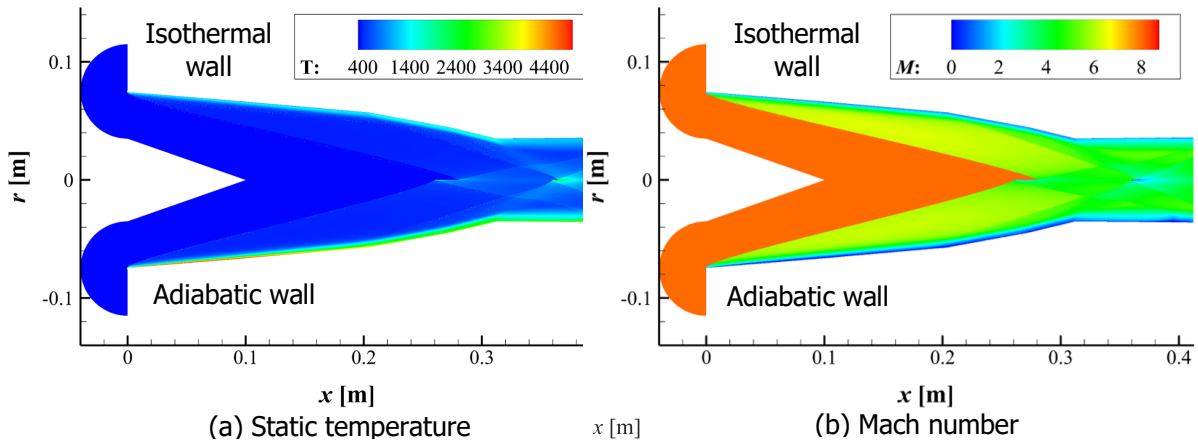 Isothermal
wall
T: 400 1400 2400 3400 4400
0.1
0
-0.1
r [m]
Adiabatic wall
0 0.1 0.2 0.3
x [m]
(a) Static temperature
Isothermal
wall
M: 0 2 4 6 8
0.1
0
-0.1
r [m]
Adiabatic wall
0 0.1 0.2 0.3 0.4
x [m]
x [m]
(b) Mach number